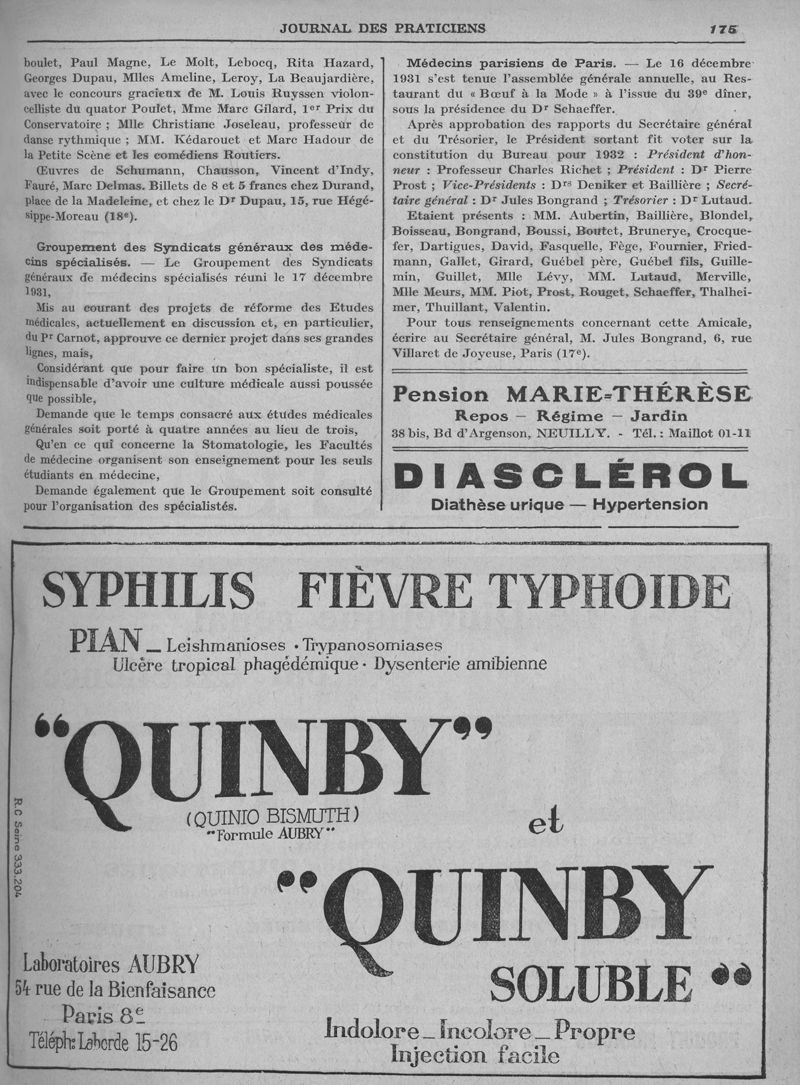 JOURNAL DES PRATICIENS 175
boulet, Paul Magne, Le Molt, Lebocq, Rita Hazard,
Georges Dupau, Mlles Ameline, Leroy, La Beaujardière,
avec le concours gracieux de M. Louis Ruyssen violon-
celliste du quator Poulet, Mme Marc Gilard, 1er Prix du
Conservatoire ; Mlle Christiane Joseleau, professeur de
danse rythmique ; MM. Kédarouet et Marc Hadour de
la Petite Scène et les comédiens Routiers.
Œuvres de Schumann, Chausson, Vincent d'Indy,
Fauré, Marc Delmas. Billets de 8 et 5 francs chez Durand,
place de la Madeleine, et chez le Dr Dupau, 15, rue Hégé-
sippe-Moreau (18e).
Groupement des Syndicats généraux des méde-
cins spécialisés. — Le Groupement des Syndicats
généraux de médecins spécialisés réuni le 17 décembre
1931,
Mis au courant des projets de réforme des Etudes
médicales, actuellement en discussion et, en particulier,
du Pr Carnot, approuve ce dernier projet dans ses grandes
lignes, mais,
Considérant que pour faire un bon spécialiste, il est
indispensable d'avoir une culture médicale aussi poussée
que possible,
Demande que le temps consacré aux études médicales
générales soit porté à quatre années au lieu de trois,
Qu'en ce qui concerne la Stomatologie, les Facultés
de médecine organisent son enseignement pour les seuls
étudiants en médecine,
Demande également que le Groupement soit consulté
pour l'organisation des spécialistés.
Médecins parisiens de Paris. — Le 16 décembre
1931 s'est tenue l'assemblée générale annuelle, au Res-
taurant du « Bœuf à la Mode » à l'issue du 39e dîner,
sous la présidence du Dr Schaeffer.
Après approbation des rapports du Secrétaire général
et du Trésorier, le Président sortant fit voter sur la
constitution du Bureau pour 1932 : Président d'hon-
neur : Professeur Charles Richet ; Président : Dr Pierre
Prost ; Vice-Présidents : Drs Deniker et Baillière ; Secré-
taire général : Dr Jules Bongrand ; Trésorier : Dr Lutaud.
Etaient présents : MM. Aubertin, Baillière, Blondel,
Boisseau, Bongrand, Boussi, Boutet, Brunerye, Crocque-
fer, Dartigues, David, Fasquelle, Fège, Fournier, Fried-
mann, Gallet, Girard, Guébel père, Guébel fils, Guille-
min, Guillet, Mlle Lévy, MM. Lutaud, Merville,
Mlle Meurs, MM. Piot, Prost, Rouget, Schaeffer, Thalhei-
mer, Thuillant, Valentin.
Pour tous renseignements concernant cette Amicale,
écrire au Secrétaire général, M. Jules Bongrand, 6, rue
Villaret de Joyeuse, Paris (17e).
Pension MARIE-THÉRÈSE
Repos — Régime — Jardin
38 bis, Bd d'Argenson, NEUILLY. - Tél. : Maillot 01-11
DIASCLÉROL
Diathèse urique — Hypertension
SYPHILIS FIÈVRE TYPHOIDE
PIAN — Leishmanioses • Trypanosomiases
Ulcère tropical phagédémique • Dysenterie amibienne
"QUINBY"
(QUINIO BISMUTH)
"Formule AUBRY"
et
"QUINBY
SOLUBLE"
R.C Seine 333.204
Laboratoires AUBRY
54 rue de la Bienfaisance
Paris 8e
Téléph: Laborde 15-26
Indolore — Incolore — Propre
Injection facile